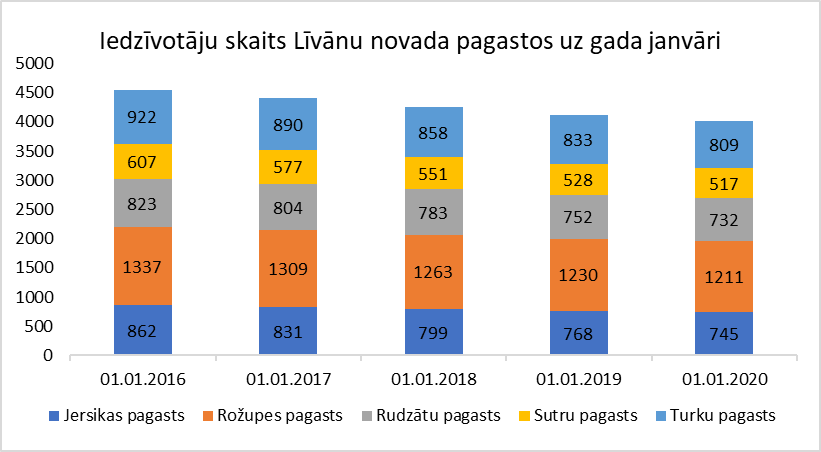 Iedzīvotāju skaits Līvānu novada pagastos uz gada janvāri
5000
4500
4000
3500
3000
2500
2000
1500
1000
500
0
922 890 858 833 809
607 577 551 528 517
823 804 783 752 732
1337 1309 1263 1230 1211
862 831 799 768 745
01.01.2016 01.01.2017 01.01.2018 01.01.2019 01.01.2020
Jersikas pagasts Rožupes pagasts Rudzātu pagasts Sutru pagasts Turku pagasts